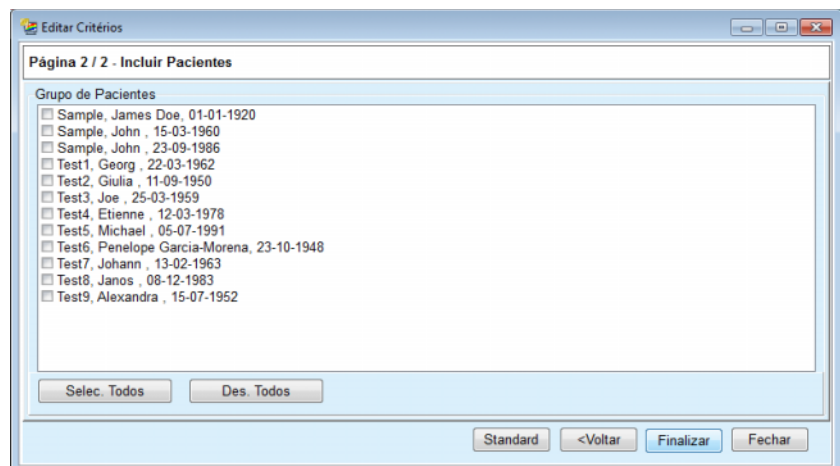 Editar Critérios
Página 2 / 2 - Incluir Pacientes
Grupo de Pacientes
Sample, James Doe, 01-01-1920
Sample, John , 15-03-1960
Sample, John , 23-09-1986
Test1, Georg , 22-03-1962
Test2, Giulia , 11-09-1950
Test3, Joe , 25-03-1959
Test4, Etienne , 12-03-1978
Test5, Michael , 05-07-1991
Test6, Penelope Garcia-Morena, 23-10-1948
Test7, Johann , 13-02-1963
Test8, Janos , 08-12-1983
Test9, Alexandra , 15-07-1952
Selec. Todos Des. Todos
Standard <Voltar Finalizar Fechar